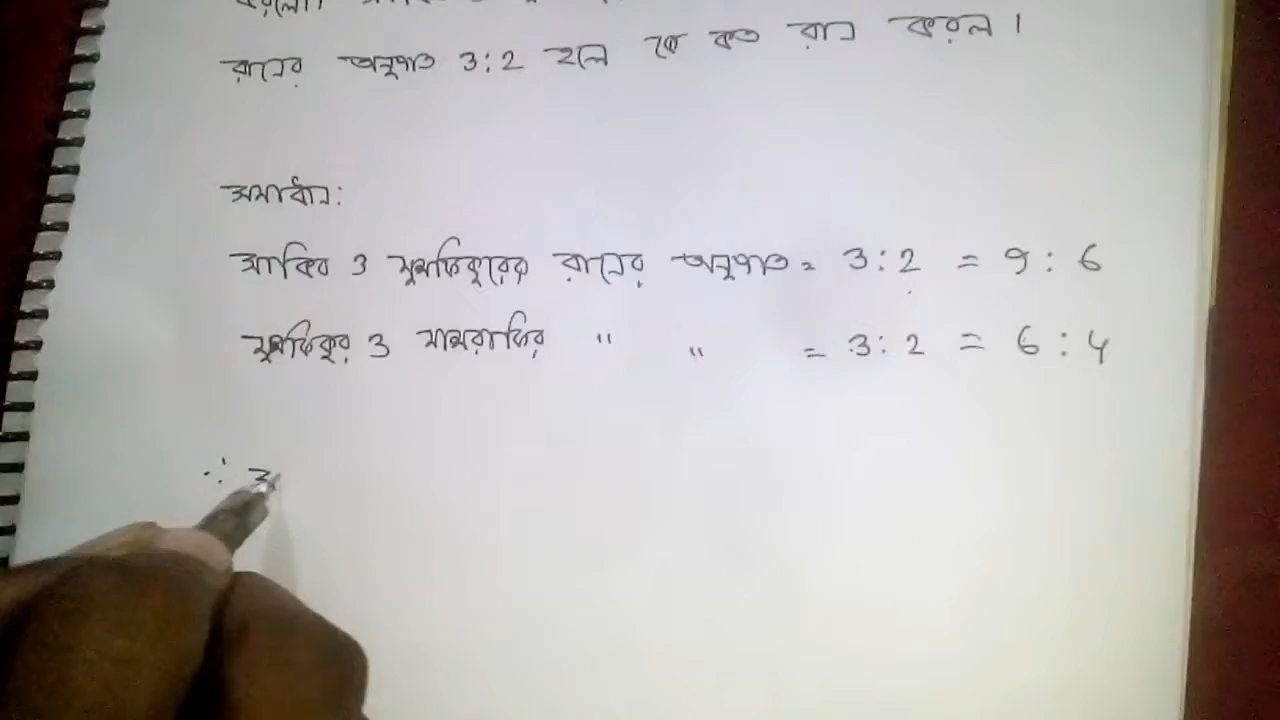 রানের অনুপাত 3:2 হলে কে কত রান করল।
সমাধান:
সাকিব ও মুশফিকুরের রানের অনুপাত = 3:2 = 9:6
মুশফিকুর ও মাশরাফির " " = 3:2 = 6:4
∴ স